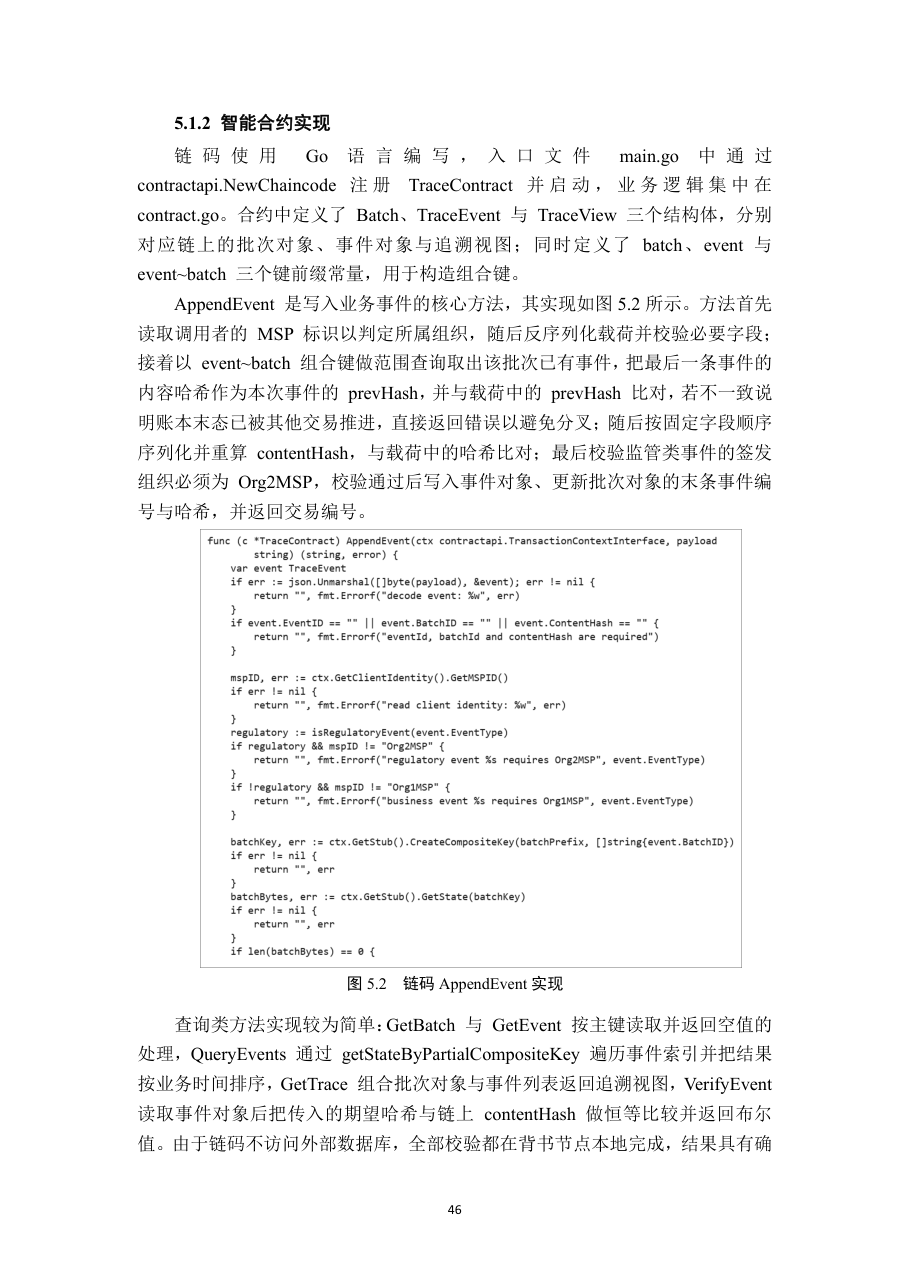 5.1.2 智能合约实现
链码使用 Go 语言编写，入口文件 main.go 中通过
contractapi.NewChaincode 注册 TraceContract 并启动，业务逻辑集中在
contract.go。合约中定义了 Batch、TraceEvent 与 TraceView 三个结构体，分别
对应链上的批次对象、事件对象与追溯视图；同时定义了 batch、event 与
event~batch 三个键前缀常量，用于构造组合键。
AppendEvent 是写入业务事件的核心方法，其实现如图 5.2 所示。方法首先
读取调用者的 MSP 标识以判定所属组织，随后反序列化载荷并校验必要字段；
接着以 event~batch 组合键做范围查询取出该批次已有事件，把最后一条事件的
内容哈希作为本次事件的 prevHash，并与载荷中的 prevHash 比对，若不一致说
明账本末态已被其他交易推进，直接返回错误以避免分叉；随后按固定字段顺序
序列化并重算 contentHash，与载荷中的哈希比对；最后校验监管类事件的签发
组织必须为 Org2MSP，校验通过后写入事件对象、更新批次对象的末条事件编
号与哈希，并返回交易编号。
func (c *TraceContract) AppendEvent(ctx contractapi.TransactionContextInterface, payload
string) (string, error) {
var event TraceEvent
if err := json.Unmarshal([]byte(payload), &event); err != nil {
return "", fmt.Errorf("decode event: %w", err)
}
if event.EventID == "" || event.BatchID == "" || event.ContentHash == "" {
return "", fmt.Errorf("eventId, batchId and contentHash are required")
}
mspID, err := ctx.GetClientIdentity().GetMSPID()
if err != nil {
return "", fmt.Errorf("read client identity: %w", err)
}
regulatory := isRegulatoryEvent(event.EventType)
if regulatory && mspID != "Org2MSP" {
return "", fmt.Errorf("regulatory event %s requires Org2MSP", event.EventType)
}
if !regulatory && mspID != "Org1MSP" {
return "", fmt.Errorf("business event %s requires Org1MSP", event.EventType)
}
batchKey, err := ctx.GetStub().CreateCompositeKey(batchPrefix, []string{event.BatchID})
if err != nil {
return "", err
}
batchBytes, err := ctx.GetStub().GetState(batchKey)
if err != nil {
return "", err
}
if len(batchBytes) == 0 {
图 5.2 链码 AppendEvent 实现
查询类方法实现较为简单：GetBatch 与 GetEvent 按主键读取并返回空值的
处理，QueryEvents 通过 getStateByPartialCompositeKey 遍历事件索引并把结果
按业务时间排序，GetTrace 组合批次对象与事件列表返回追溯视图，VerifyEvent
读取事件对象后把传入的期望哈希与链上 contentHash 做恒等比较并返回布尔
值。由于链码不访问外部数据库，全部校验都在背书节点本地完成，结果具有确
46